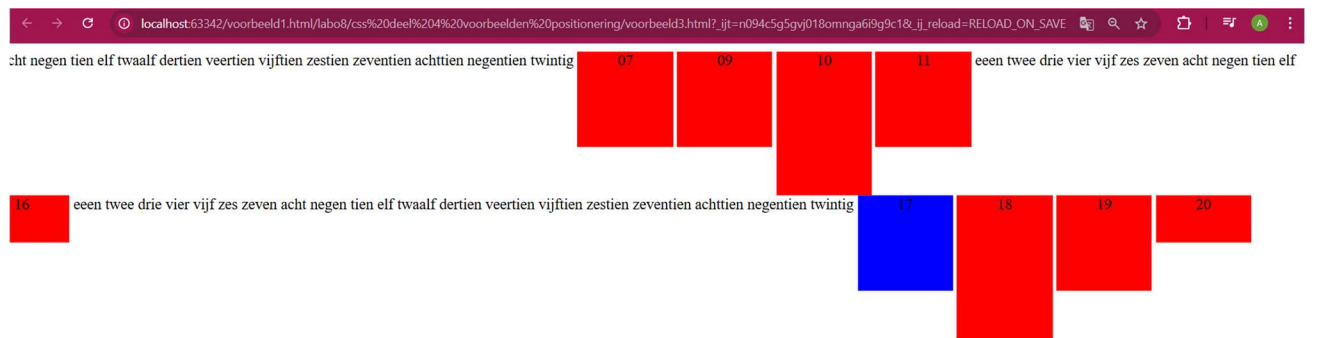 localhost:63342/voorbeeld1.html/labo8/css%20deel%204%20voorbeelden%20positionering/voorbeeld3.html?_ijt=n094c5g5gvj018omnga6i9g9c1&_ij_reload=RELOAD_ON_SAVE A
cht negen tien elf twaalf dertien veertien vijftien zestien zeventien achttien negentien twintig 07 09 10 11 eeen twee drie vier vijf zes zeven acht negen tien elf
16 eeen twee drie vier vijf zes zeven acht negen tien elf twaalf dertien veertien vijftien zestien zeventien achttien negentien twintig 17 18 19 20